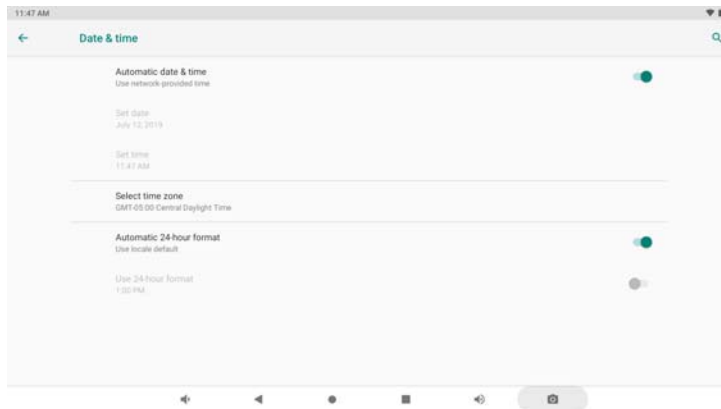 11:47 AM
Date & time
Automatic date & time
Use network-provided time
Set date
July 12, 2019
Set time
11:47 AM
Select time zone
GMT-05:00 Central Daylight Time
Automatic 24-hour format
Use locale default
Use 24-hour format
1:00 PM